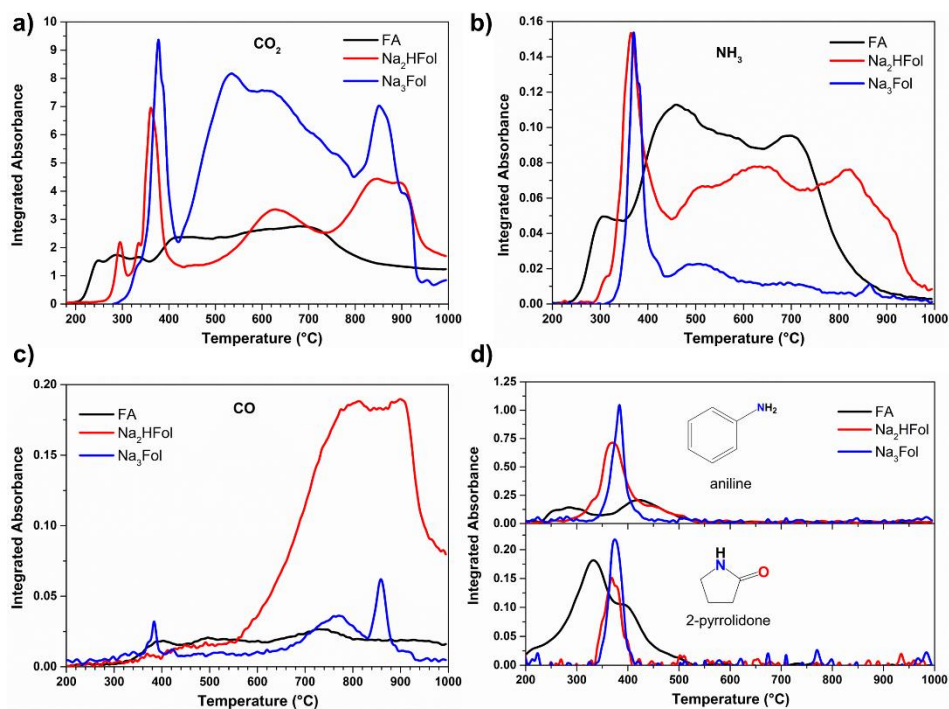 a)
CO2
FA
Na2HFol
Na3Fol
Integrated Absorbance
10
9
8
7
6
5
4
3
2
1
0
200 300 400 500 600 700 800 900 1000
Temperature (°C)
b)
NH3
FA
Na2HFol
Na3Fol
Integrated Absorbance
0.16
0.14
0.12
0.10
0.08
0.06
0.04
0.02
0.00
200 300 400 500 600 700 800 900 1000
Temperature (°C)
c)
CO
FA
Na2HFol
Na3Fol
Integrated Absorbance
0.20
0.15
0.10
0.05
0.00
200 300 400 500 600 700 800 900 1000
Temperature (°C)
d)
FA
Na2HFol
Na3Fol
NH2
aniline
Integrated Absorbance
1.25
1.00
0.75
0.50
0.25
0.00
H
N
O
2-pyrrolidone
0.20
0.15
0.10
0.05
0.00
200 300 400 500 600 700 800 900 1000
Temperature (°C)